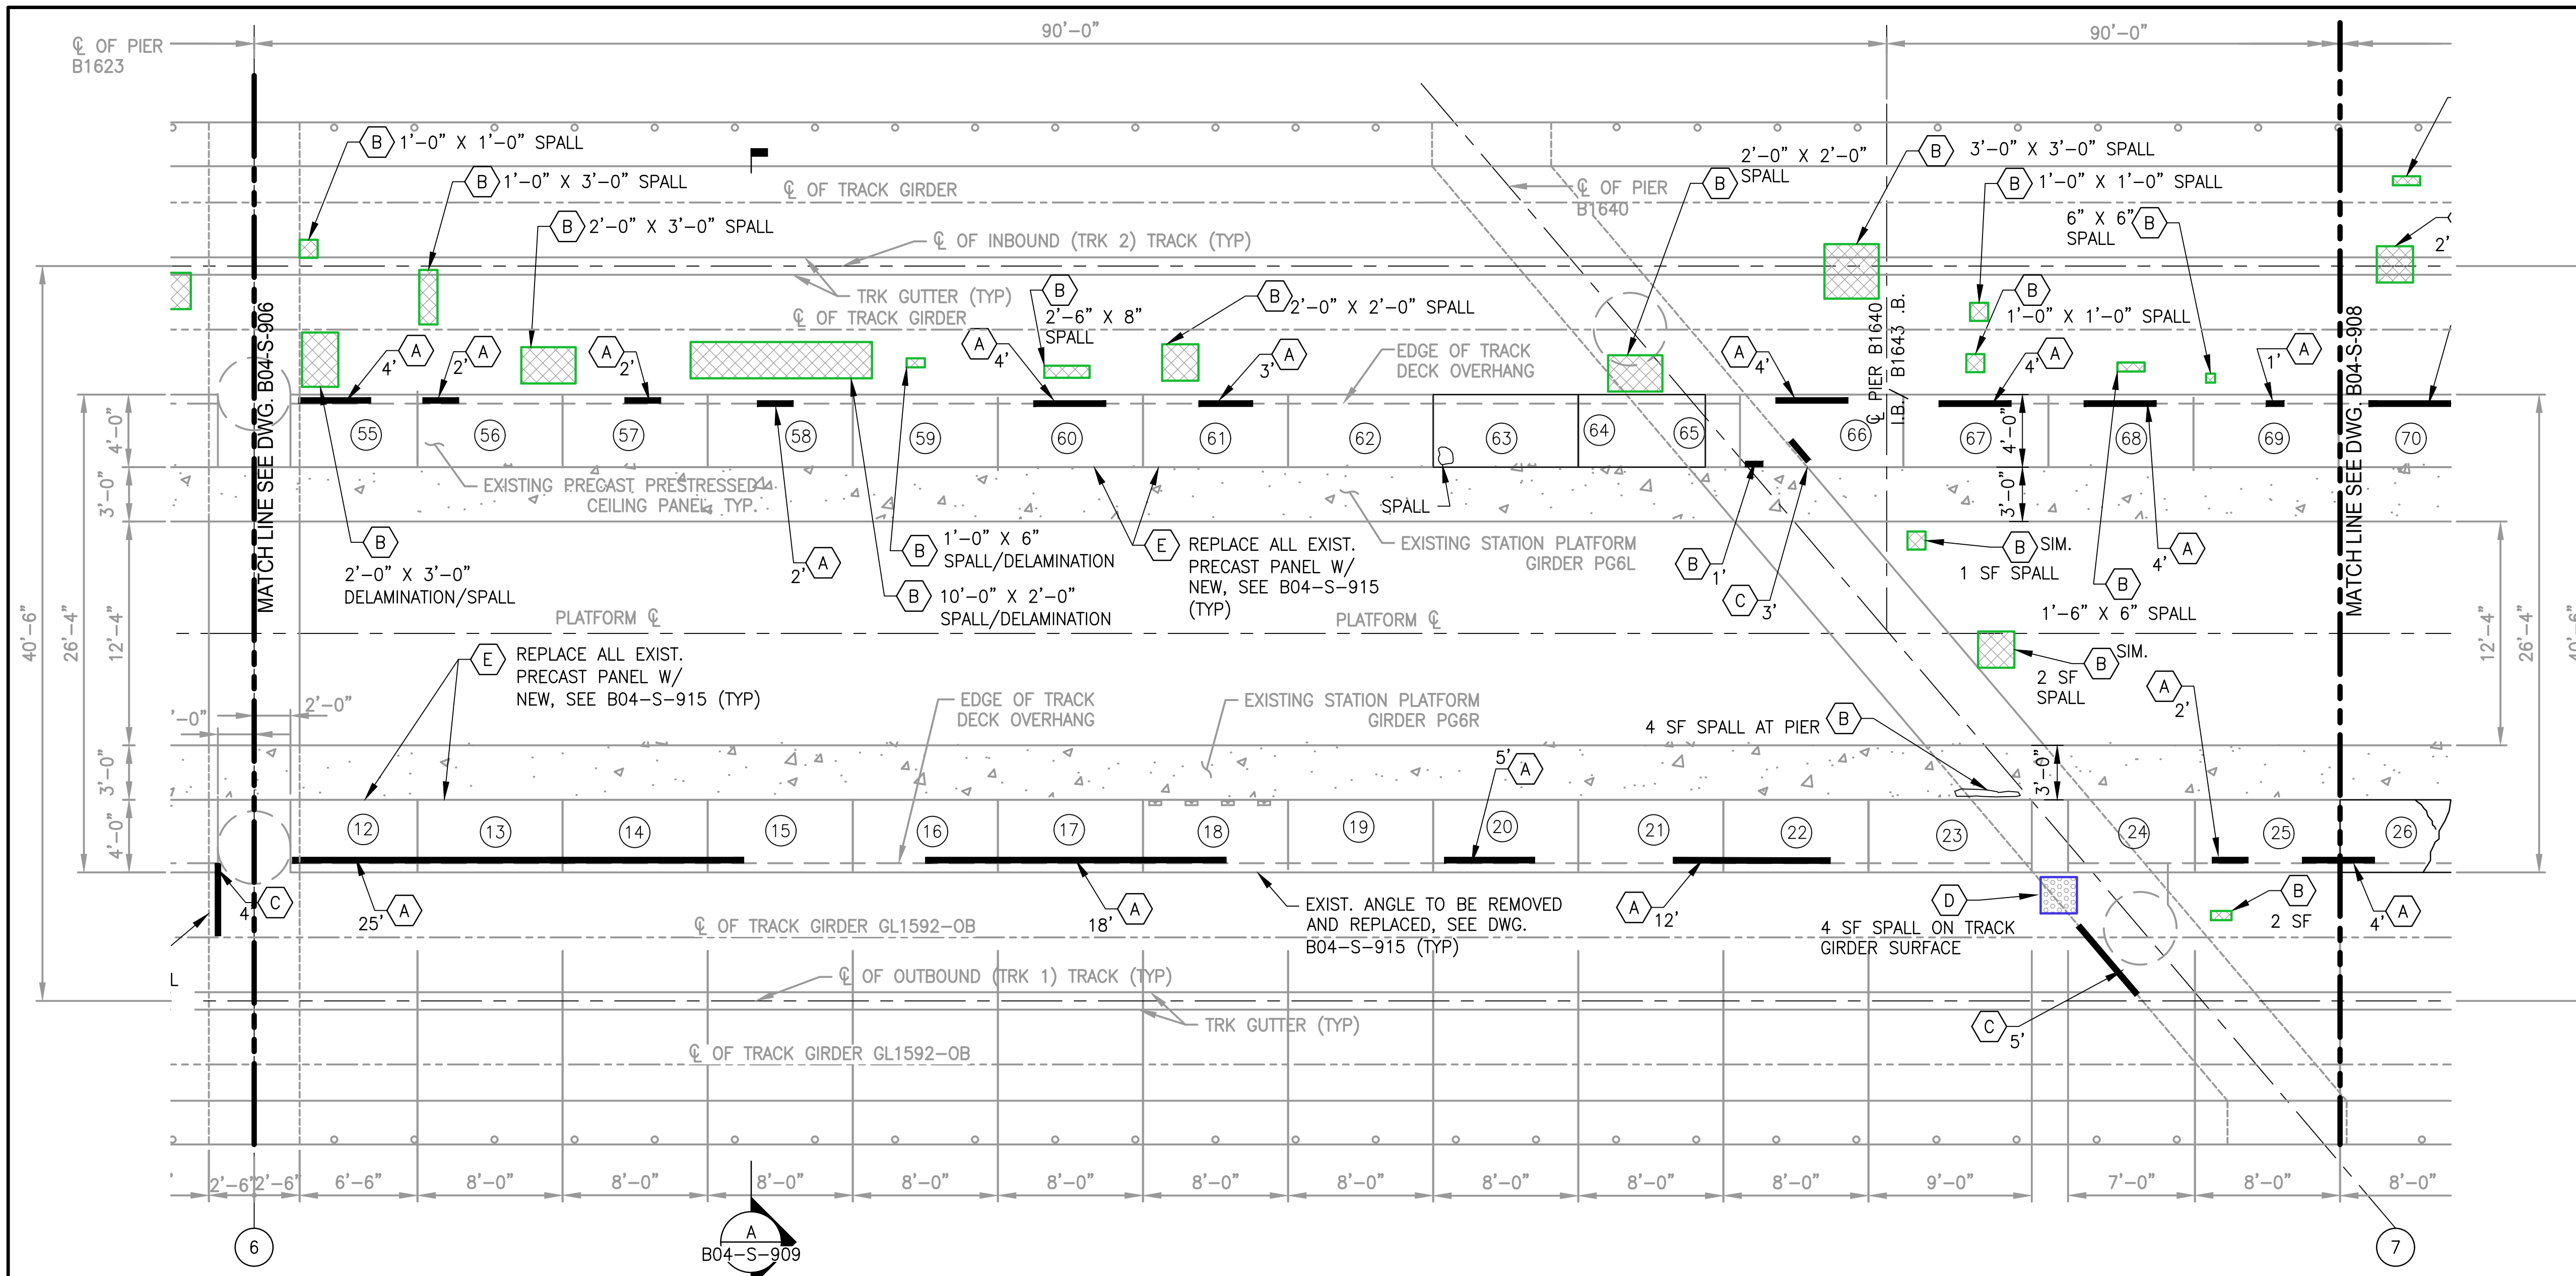 90'-0"
90'-0"
℄ OF PIER
B1623
B 1'-0" X 1'-0" SPALL
B 1'-0" X 3'-0" SPALL
B 2'-0" X 3'-0" SPALL
℄ OF TRACK GIRDER
℄ OF INBOUND (TRK 2) TRACK (TYP)
TRK GUTTER (TYP)
℄ OF TRACK GIRDER
B
2'-6" X 8"
SPALL
B 2'-0" X 2'-0" SPALL
℄ OF PIER
B1640
2'-0" X 2'-0"
B SPALL
B 3'-0" X 3'-0" SPALL
B 1'-0" X 1'-0" SPALL
6" X 6" B
SPALL
B
1'-0" X 1'-0" SPALL
2'
MATCH LINE SEE DWG. B04-S-906
℄ PIER B1640
I.B./ B1643 .B.
MATCH LINE SEE DWG. B04-S-908
A 4'
A 2'
A 2'
A 4'
A 3'
EDGE OF TRACK
DECK OVERHANG
A 4'
A 4'
A 1'
55 56 57 58 59 60 61 62 63 64 65 66 67 68 69 70
4'-0"
3'-0"
12'-4"
3'-0"
4'-0"
26'-4"
40'-6"
4'-0"
3'-0"
EXISTING PRECAST PRESTRESSED
CEILING PANEL, TYP.
SPALL
B
2'-0" X 3'-0"
DELAMINATION/SPALL
2' A
B 1'-0" X 6"
SPALL/DELAMINATION
B 10'-0" X 2'-0"
SPALL/DELAMINATION
E REPLACE ALL EXIST.
PRECAST PANEL W/
NEW, SEE B04-S-915
(TYP)
EXISTING STATION PLATFORM
GIRDER PG6L
B 1'
C 3'
B SIM.
1 SF SPALL
A 4'
B
1'-6" X 6" SPALL
PLATFORM ℄
PLATFORM ℄
12'-4"
26'-4"
40'-6"
E REPLACE ALL EXIST.
PRECAST PANEL W/
NEW, SEE B04-S-915 (TYP)
B SIM.
2 SF
SPALL
'-0"
2'-0"
EDGE OF TRACK
DECK OVERHANG
EXISTING STATION PLATFORM
GIRDER PG6R
4 SF SPALL AT PIER B
A 2'
5' A
3'-0"
12 13 14 15 16 17 18 19 20 21 22 23 24 25 26
4' C
25' A
18' A
EXIST. ANGLE TO BE REMOVED
AND REPLACED, SEE DWG.
B04-S-915 (TYP)
A 12'
D
4 SF SPALL ON TRACK
GIRDER SURFACE
B
2 SF
4' A
℄ OF TRACK GIRDER GL1592-OB
L
℄ OF OUTBOUND (TRK 1) TRACK (TYP)
TRK GUTTER (TYP)
C 5'
℄ OF TRACK GIRDER GL1592-OB
' 2'-6" 2'-6" 6'-6" 8'-0" 8'-0" 8'-0" 8'-0" 8'-0" 8'-0" 8'-0" 8'-0" 8'-0" 8'-0" 9'-0" 7'-0" 8'-0" 8'-0"
6
A
B04-S-909
7